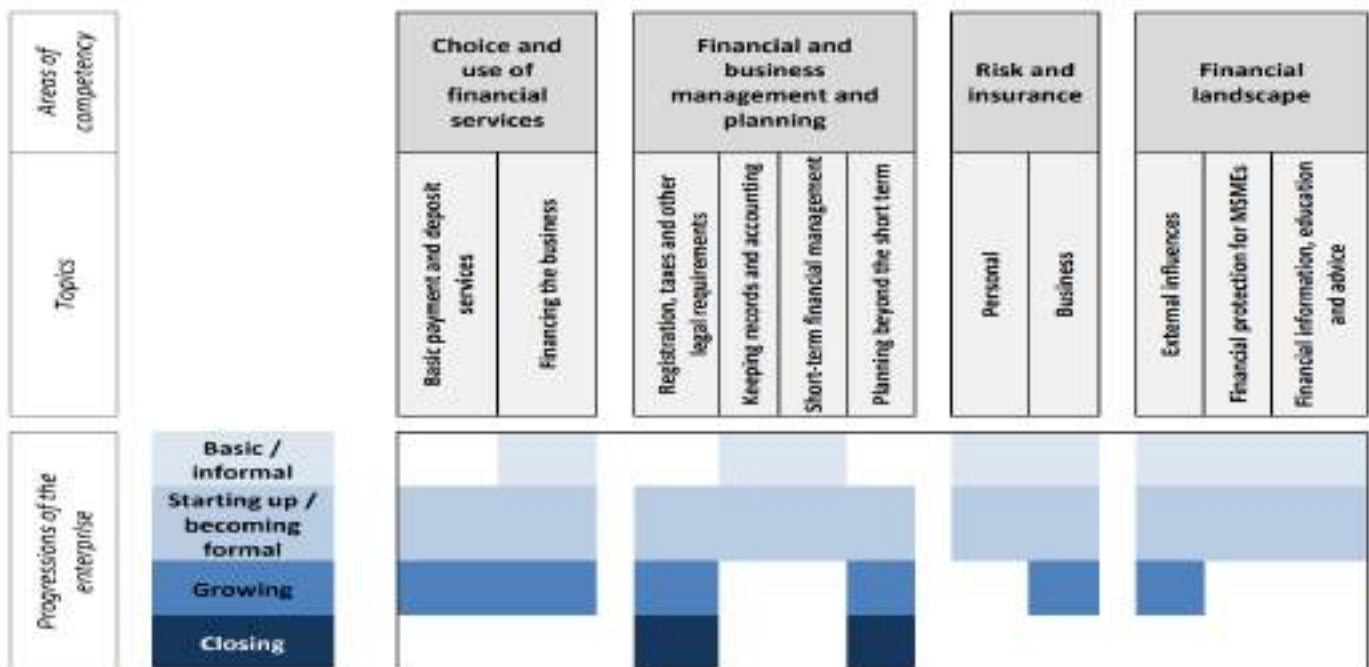 Areas of
competency
Choice and
use of
financial
services
Financial and
business
management and
planning
Risk and
insurance
Financial
landscape
Topics
Basic payment and deposit
services
Financing the business
Registration, taxes and other
legal requirements
Keeping records and accounting
Short-term financial management
Planning beyond the short term
Personal
Business
External influences
Financial protection for MSMEs
Financial information, education
and advice
Progressions of the
enterprise
Basic /
informal
Starting up /
becoming
formal
Growing
Closing